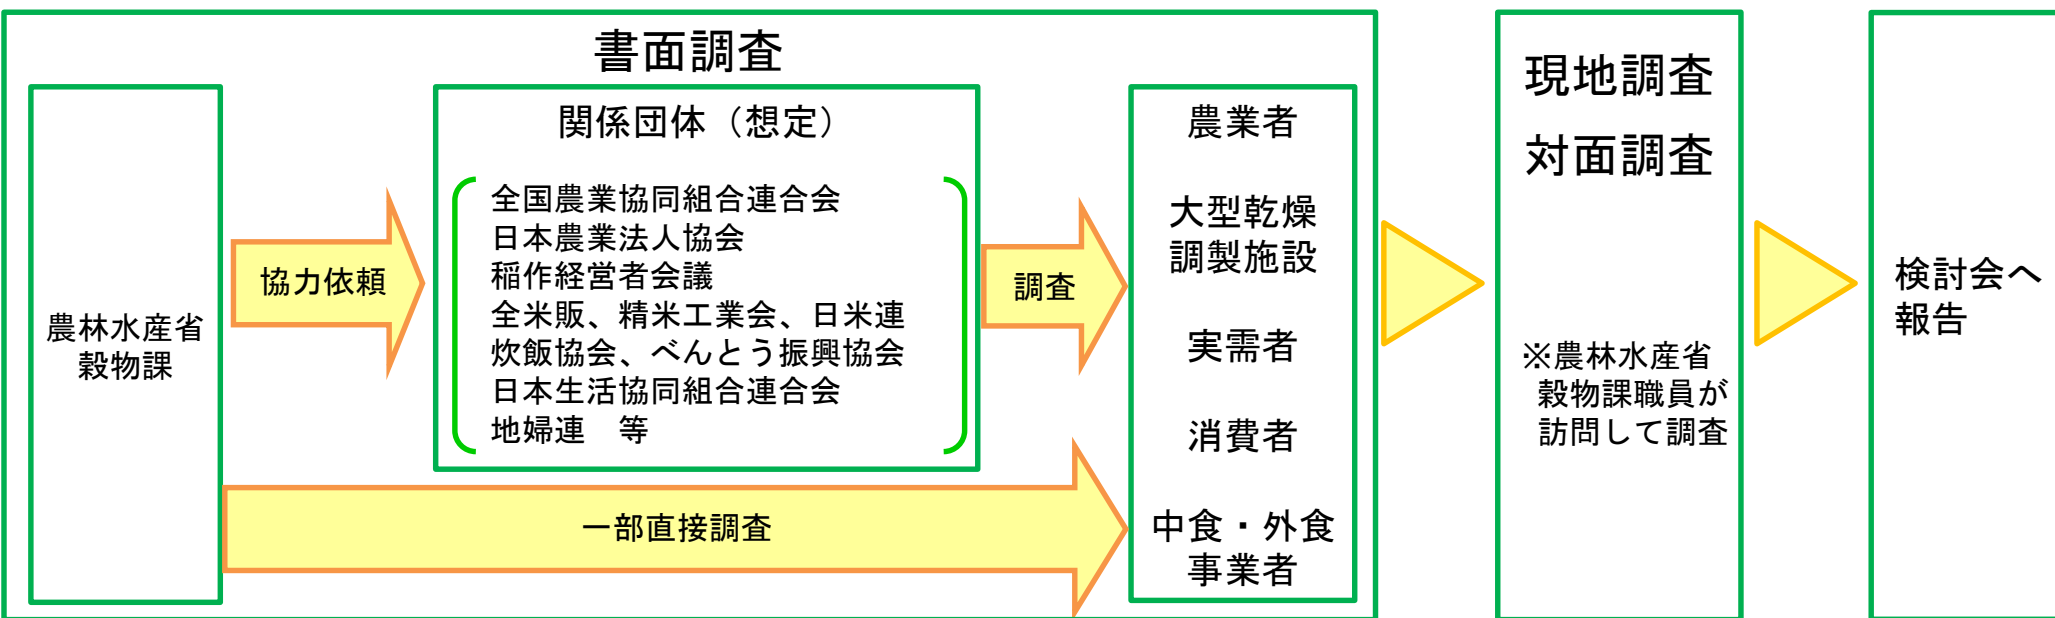 書面調査
農林水産省
穀物課
協力依頼
関係団体（想定）
全国農業協同組合連合会
日本農業法人協会
稲作経営者会議
全米販、精米工業会、日米連
炊飯協会、べんとう振興協会
日本生活協同組合連合会
地婦連　等
調査
一部直接調査
農業者
大型乾燥
調製施設
実需者
消費者
中食・外食
事業者
現地調査
対面調査
※農林水産省
穀物課職員が
訪問して調査
検討会へ
報告